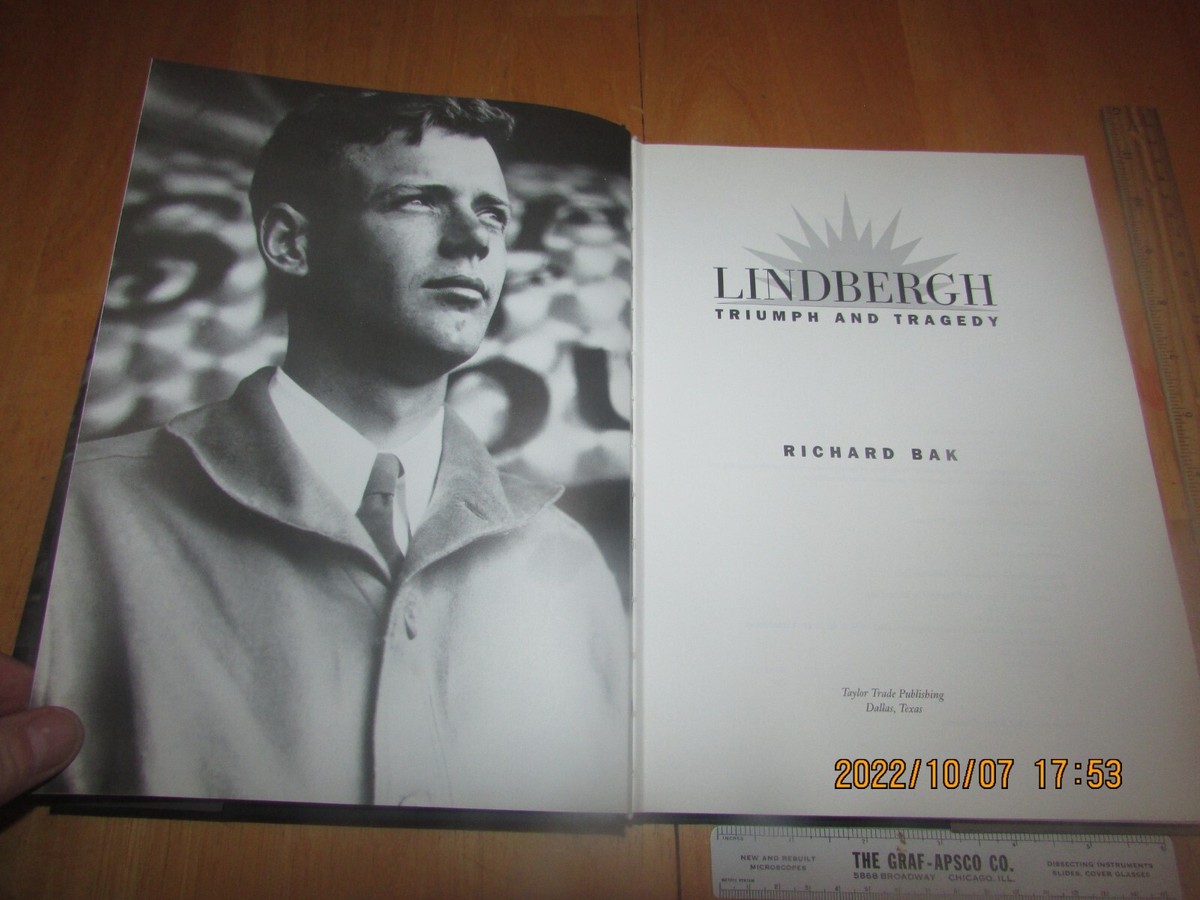 LINDBERGH
TRIUMPH AND TRAGEDY
RICHARD BAK
Taylor Trade Publishing
Dallas, Texas
2022/10/07 17:53
NEW AND REBUILT
MICROSCOPES
THE GRAF-APSCO CO.
5868 BROADWAY CHICAGO, ILL.
DISSECTING INSTRUMENTS
SLIDES, COVER GLASSES